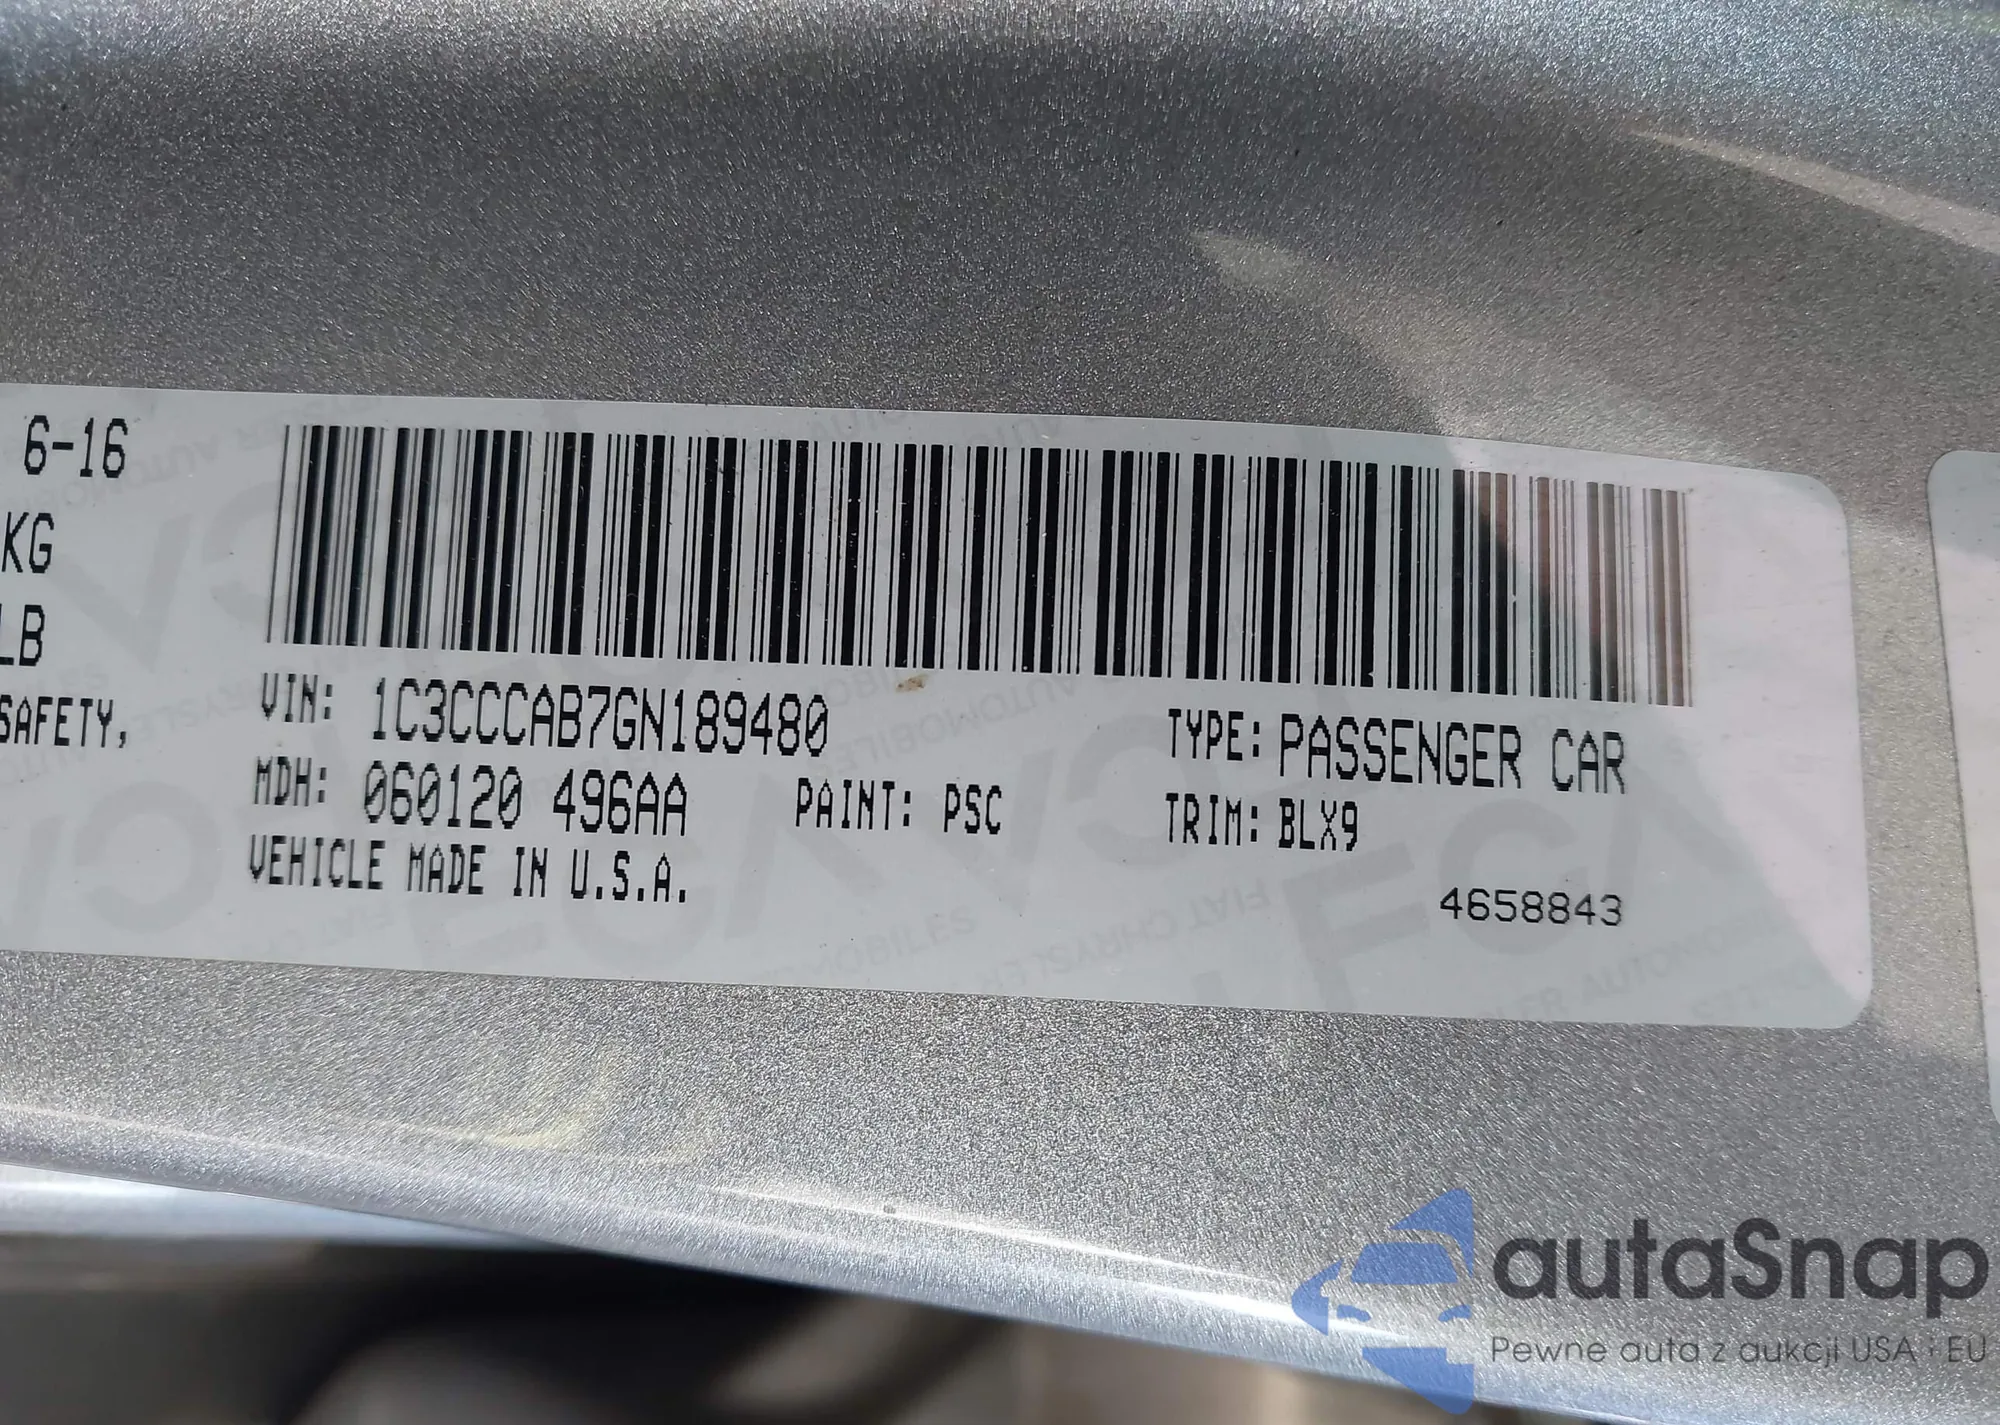 6-16
KG
LB
SAFETY,
VIN: 1C3CCCAB7GN189480
TYPE: PASSENGER CAR
MDH: 060120 496AA
PAINT: PSC
TRIM: BLX9
VEHICLE MADE IN U.S.A.
4658843
autaSnap
Pewne auta z aukcji USA i EU